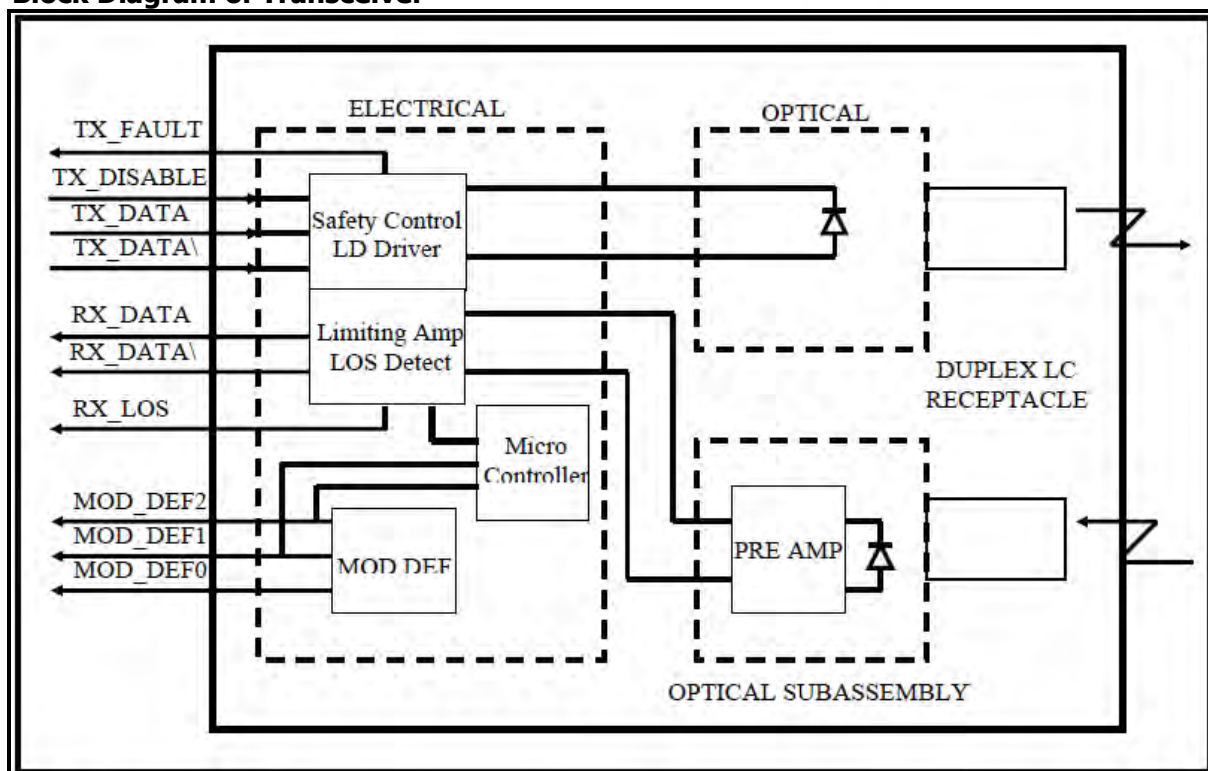 Block Diagram of Transceiver
ELECTRICAL
OPTICAL
TX_FAULT
TX_DISABLE
TX_DATA
TX_DATA\
Safety Control
LD Driver
RX_DATA
RX_DATA\
RX_LOS
Limiting Amp
LOS Detect
DUPLEX LC
RECEPTACLE
Micro
Controller
MOD_DEF2
MOD_DEF1
MOD_DEF0
MOD DEF
PRE AMP
OPTICAL SUBASSEMBLY